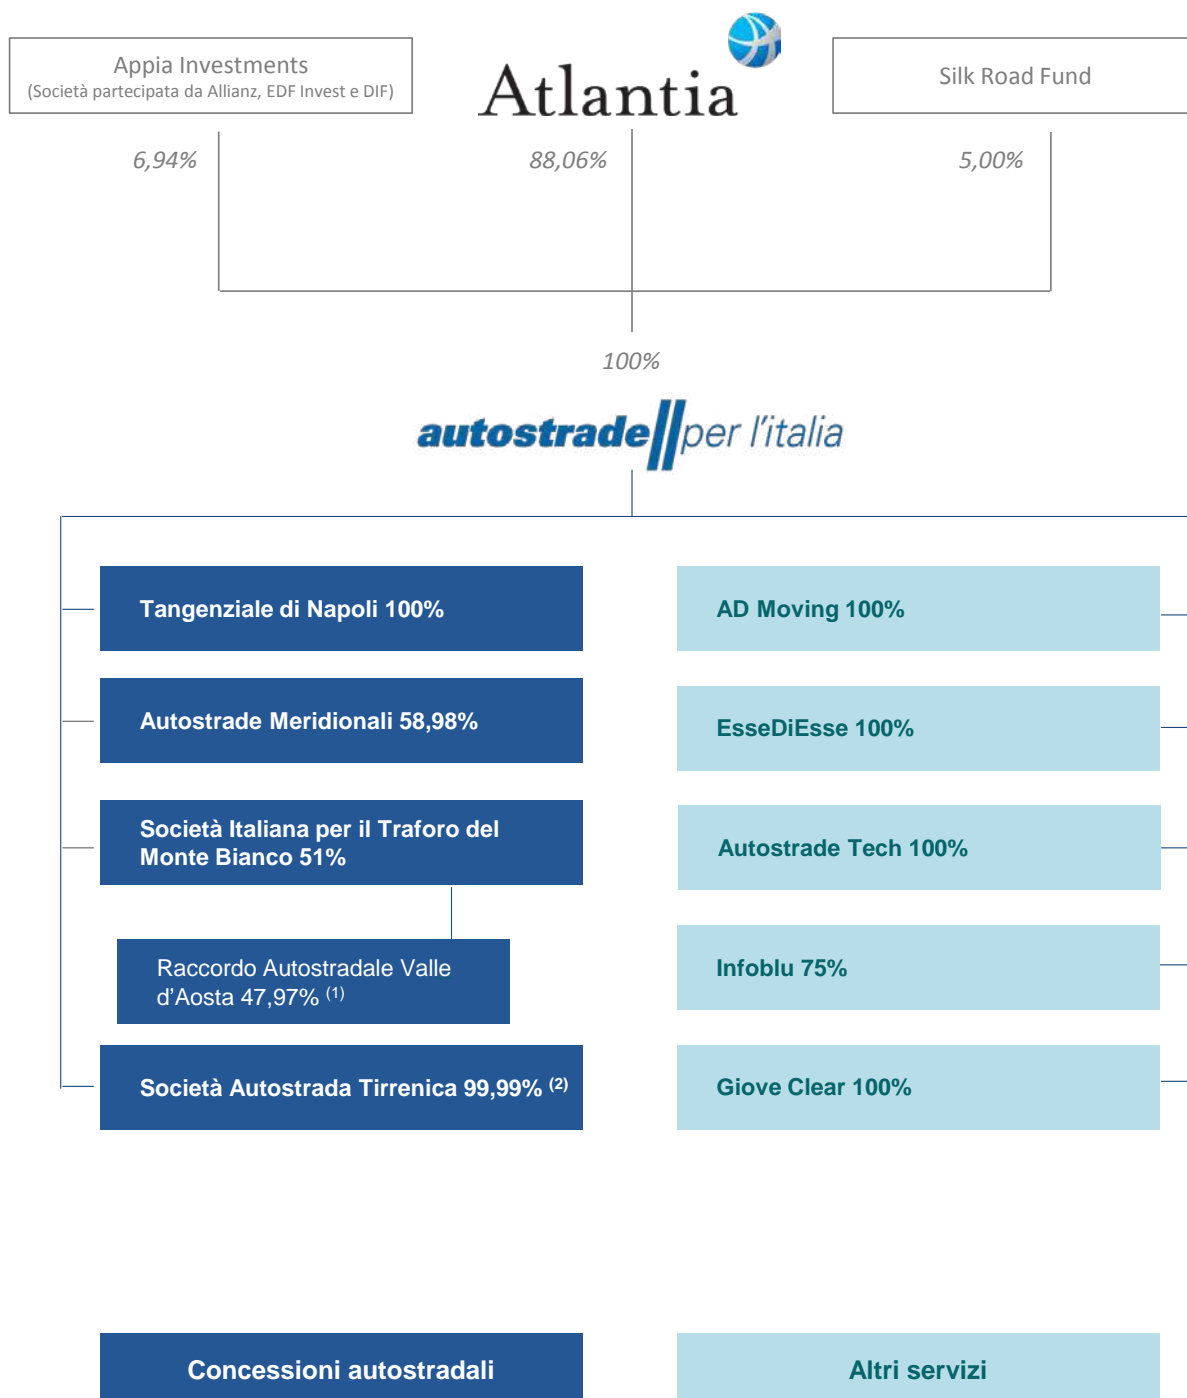 Appia Investments
(Società partecipata da Allianz, EDF Invest e DIF)
Atlantia
Silk Road Fund
6,94%
88,06%
5,00%
100%
autostrade per l'italia
Tangenziale di Napoli 100%
AD Moving 100%
Autostrade Meridionali 58,98%
EsseDiEsse 100%
Società Italiana per il Traforo del
Monte Bianco 51%
Autostrade Tech 100%
Raccordo Autostradale Valle
d’Aosta 47,97% (1)
Infoblu 75%
Società Autostrada Tirrenica 99,99% (2)
Giove Clear 100%
Concessioni autostradali
Altri servizi